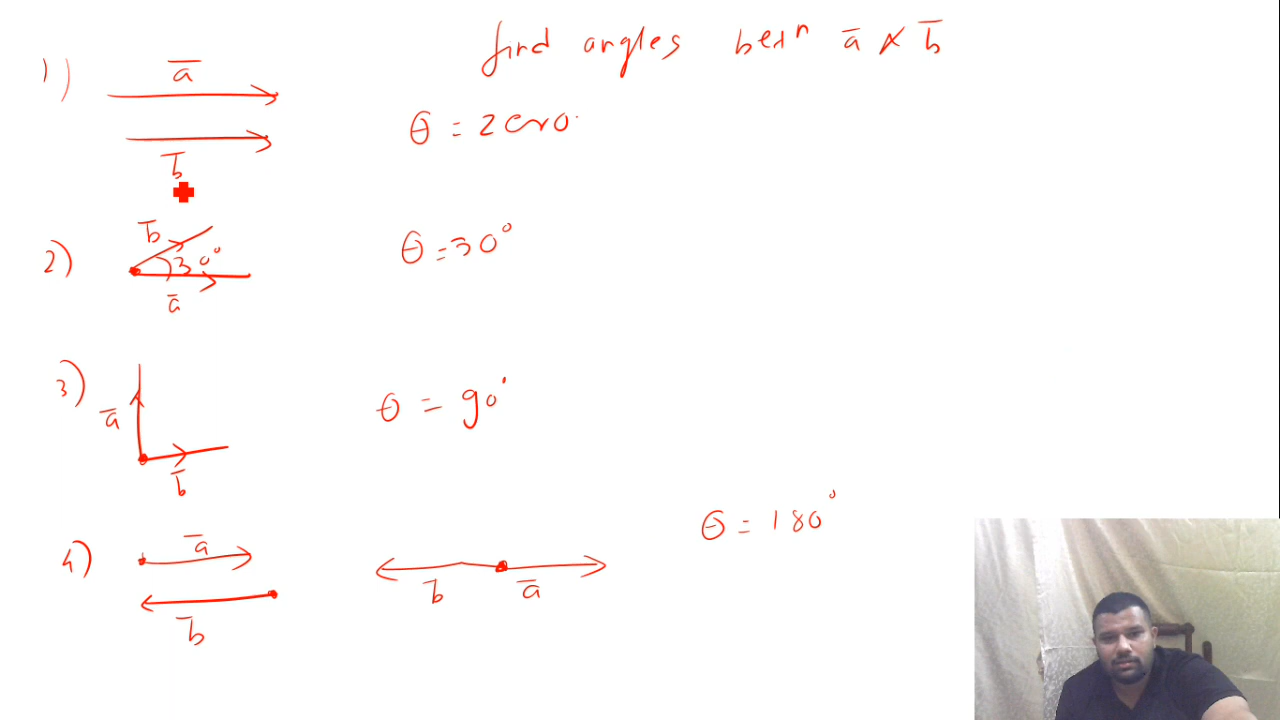 find angles betn a̅ & b̅
1) a̅
b̅
θ = zero.
2) b̅ 30°
a̅
θ = 30°
3) a̅
b̅
θ = 90°
4) a̅
b̅
b̅ a̅
θ = 180°